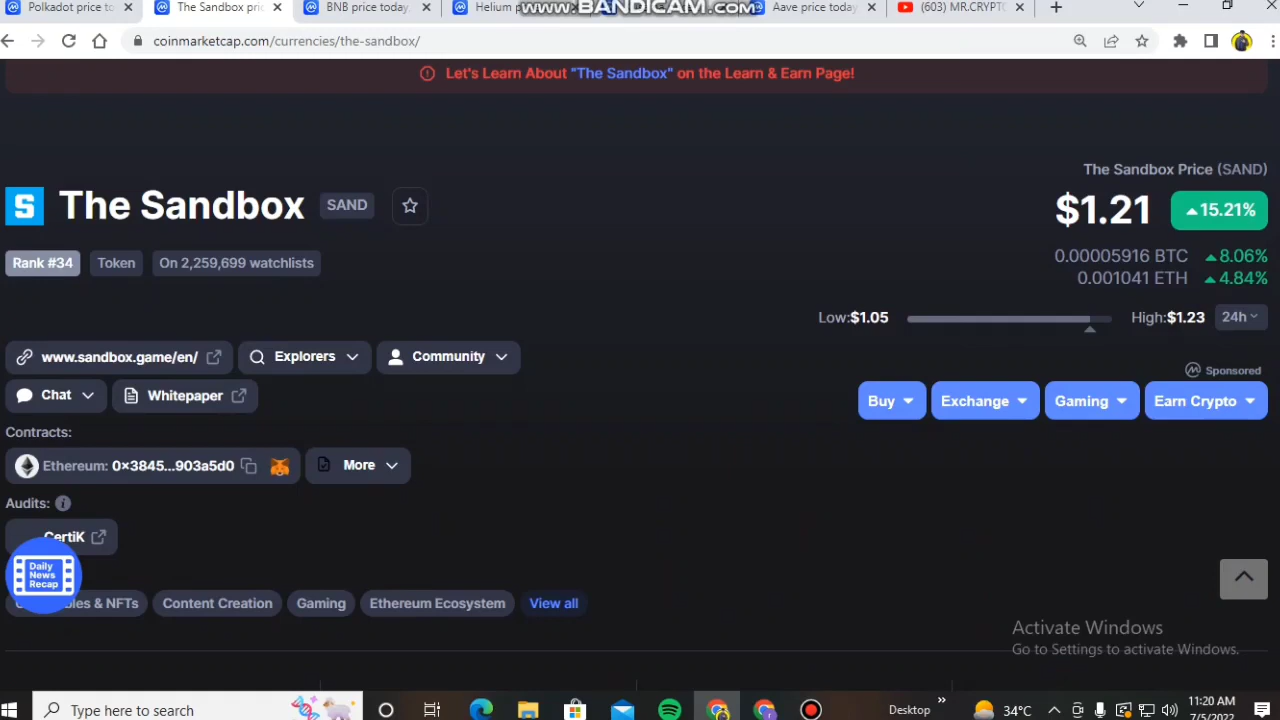 Polkadot price to
The Sandbox pri
BNB price today
Helium p
www.BANDICAM.com
Aave price today
(603) MR.CRYPTO
coinmarketcap.com/currencies/the-sandbox/
Let's Learn About "The Sandbox" on the Learn & Earn Page!
The Sandbox Price (SAND)
The Sandbox SAND
$1.21 15.21%
Rank #34 Token On 2,259,699 watchlists
0.00005916 BTC 8.06%
0.001041 ETH 4.84%
Low:$1.05 High:$1.23 24h
www.sandbox.game/en/ Explorers Community
Sponsored
Chat Whitepaper
Buy Exchange Gaming Earn Crypto
Contracts:
Ethereum: 0x3845...903a5d0 More
Audits:
CertiK
Daily
News
Recap
& NFTs Content Creation Gaming Ethereum Ecosystem View all
Activate Windows
Go to Settings to activate Windows.
Type here to search
Desktop
34°C
11:20 AM
7/5/2022